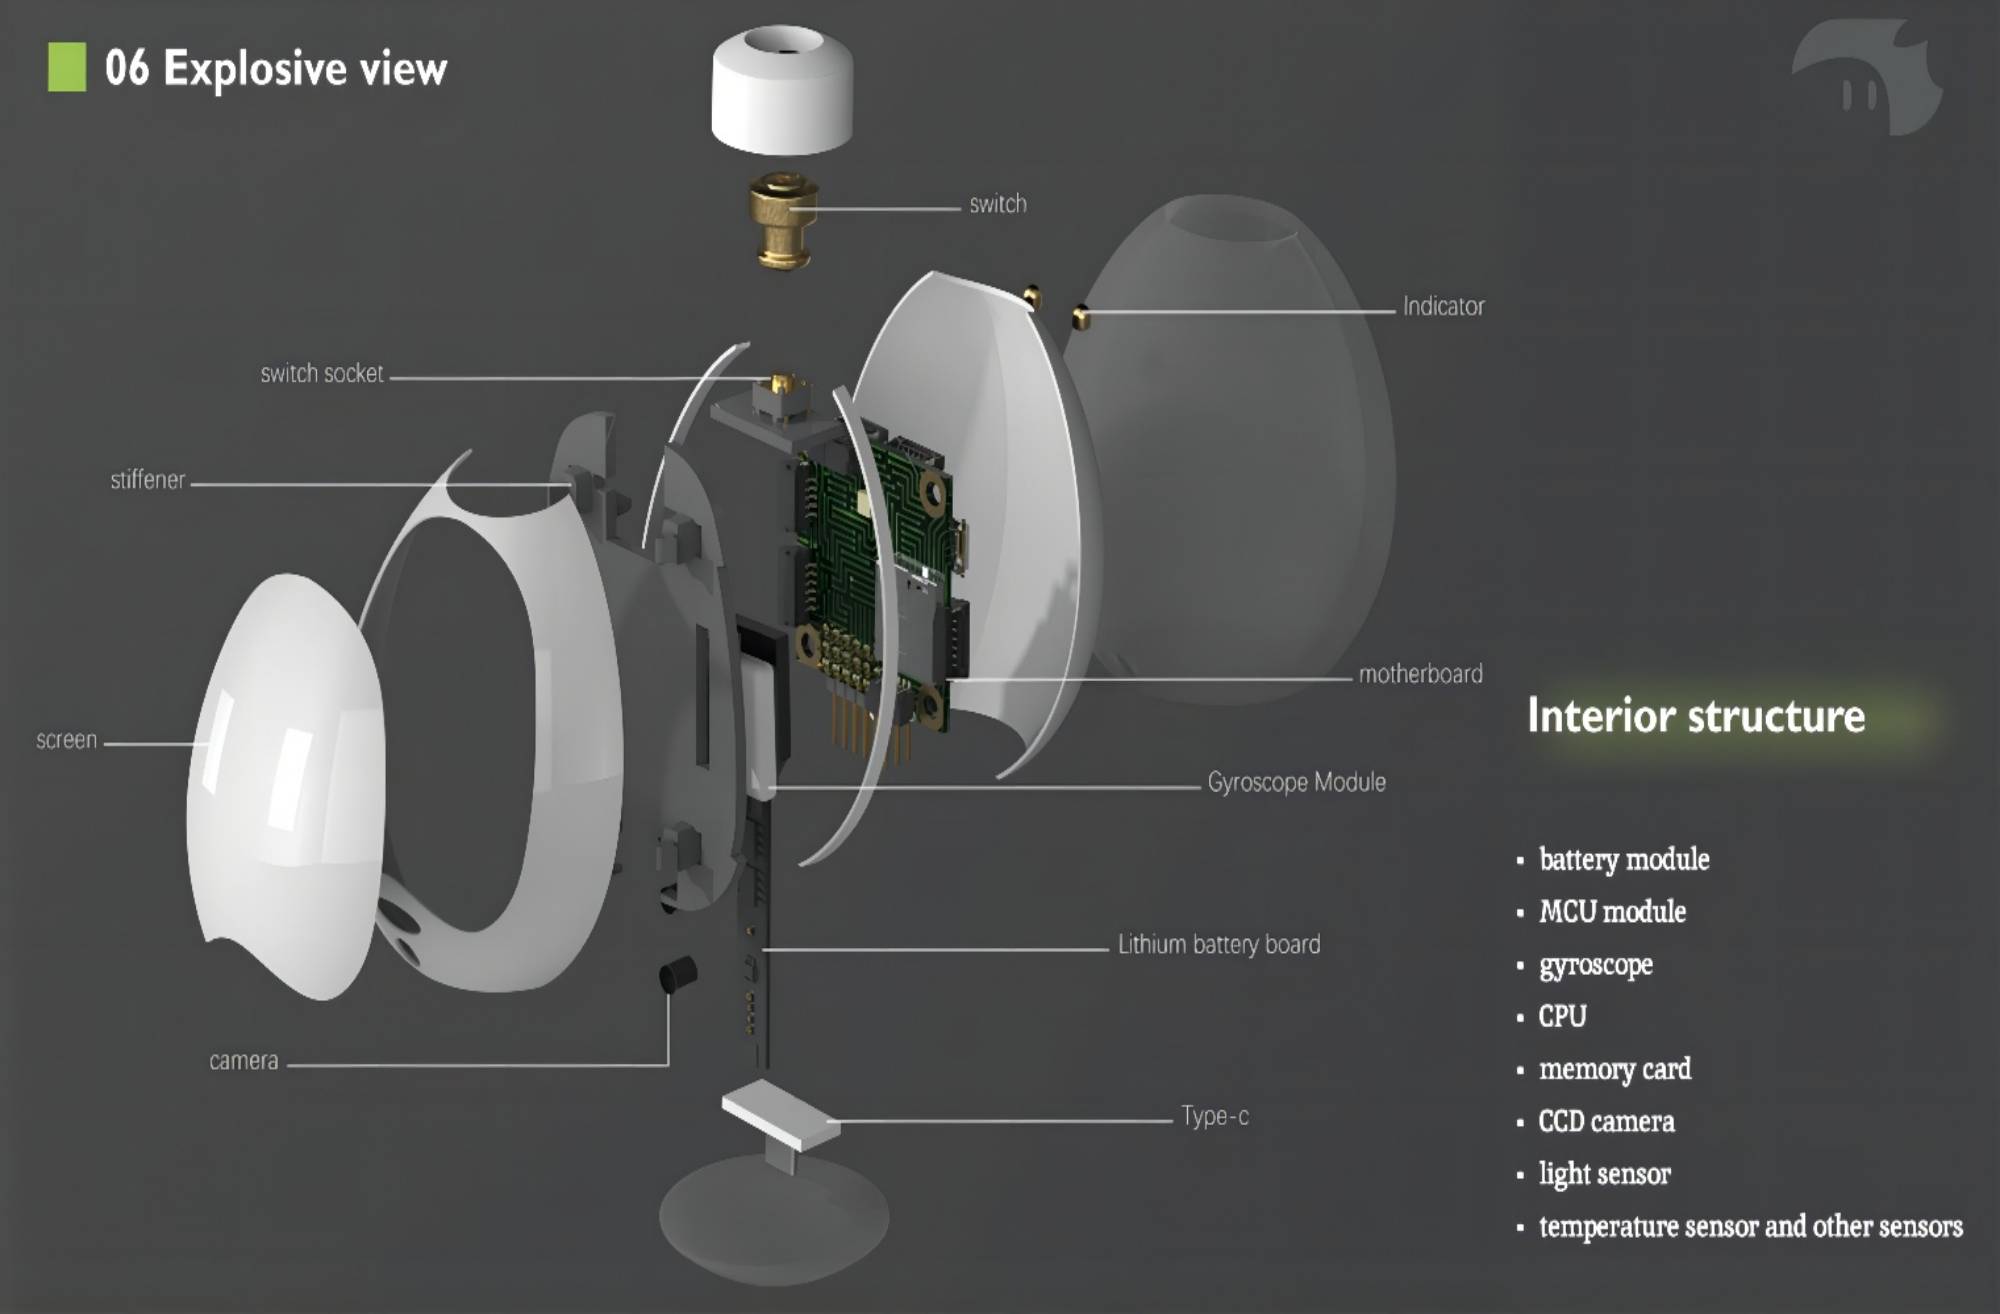 06 Explosive view
switch
Indicator
switch socket
stiffener
motherboard
Interior structure
screen
Gyroscope Module
battery module
MCU module
Lithium battery board
gyroscope
CPU
camera
memory card
Type-c
CCD camera
light sensor
temperature sensor and other sensors